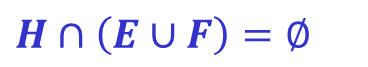 H ∩ (E ∪ F) = ∅